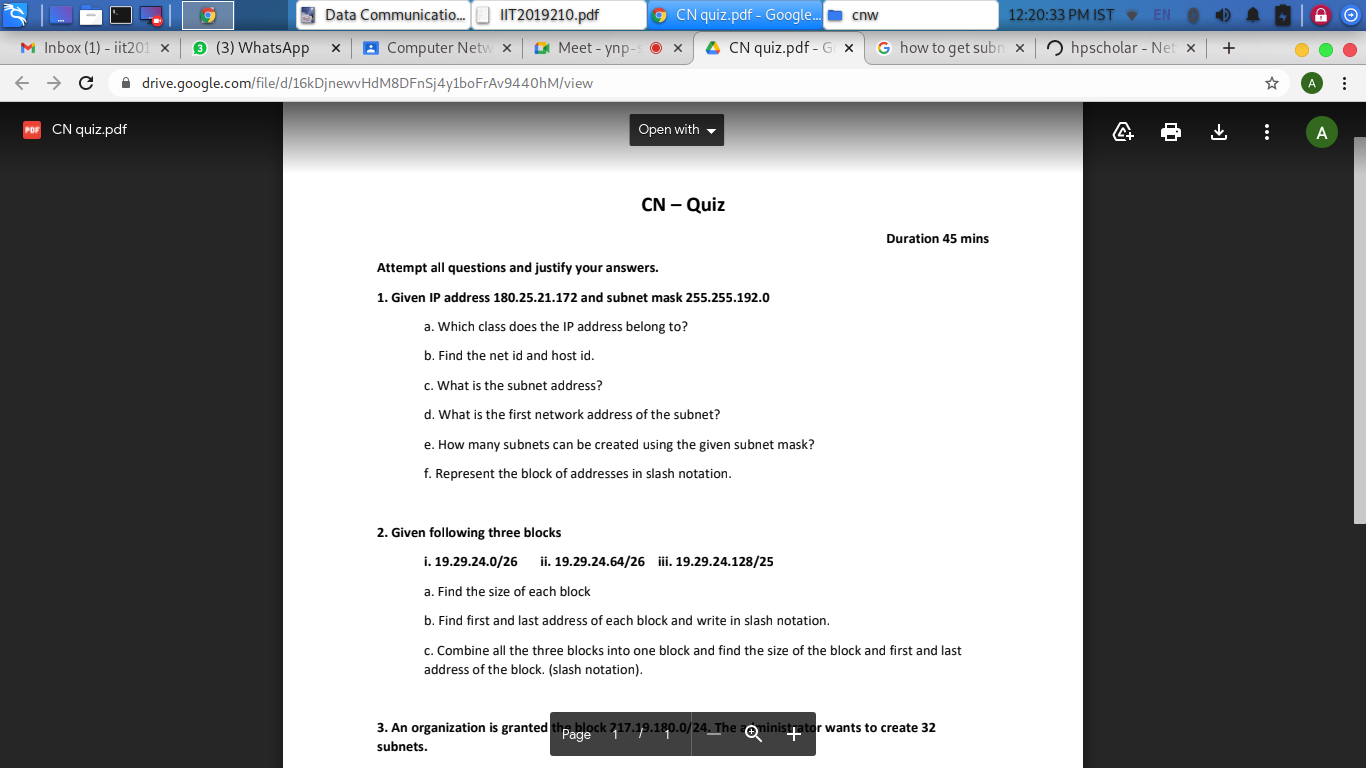 Data Communicatio...
IIT2019210.pdf
CN quiz.pdf - Google...
cnw
12:20:33 PM IST
EN
Inbox (1) - iit201
(3) WhatsApp
Computer Netw
Meet - ynp-s
CN quiz.pdf - G
how to get subn
hpscholar - Net
drive.google.com/file/d/16kDjnewvHdM8DFnSj4y1boFrAv9440hM/view
A
PDF CN quiz.pdf
Open with
A
CN – Quiz
Duration 45 mins
Attempt all questions and justify your answers.
1. Given IP address 180.25.21.172 and subnet mask 255.255.192.0
a. Which class does the IP address belong to?
b. Find the net id and host id.
c. What is the subnet address?
d. What is the first network address of the subnet?
e. How many subnets can be created using the given subnet mask?
f. Represent the block of addresses in slash notation.
2. Given following three blocks
i. 19.29.24.0/26 ii. 19.29.24.64/26 iii. 19.29.24.128/25
a. Find the size of each block
b. Find first and last address of each block and write in slash notation.
c. Combine all the three blocks into one block and find the size of the block and first and last
address of the block. (slash notation).
3. An organization is granted the block 217.19.180.0/24. The administrator wants to create 32
subnets.
Page 1 / 1